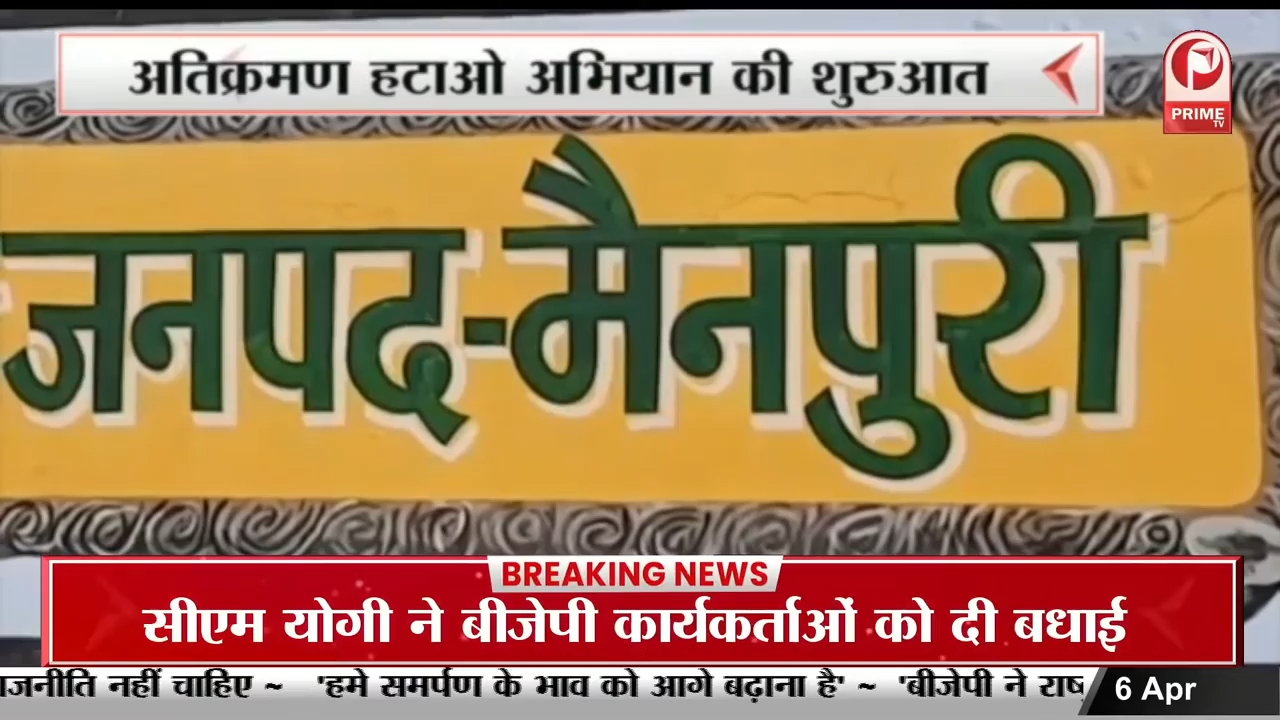 अतिक्रमण हटाओ अभियान की शुरुआत
PRIME
TV
जनपद-मैनपुरी
BREAKING NEWS
सीएम योगी ने बीजेपी कार्यकर्ताओं को दी बधाई
नहीं चाहिए ~ 'हमे समर्पण के भाव को आगे बढ़ाना है' ~ 'बीजेपी ने
6 Apr